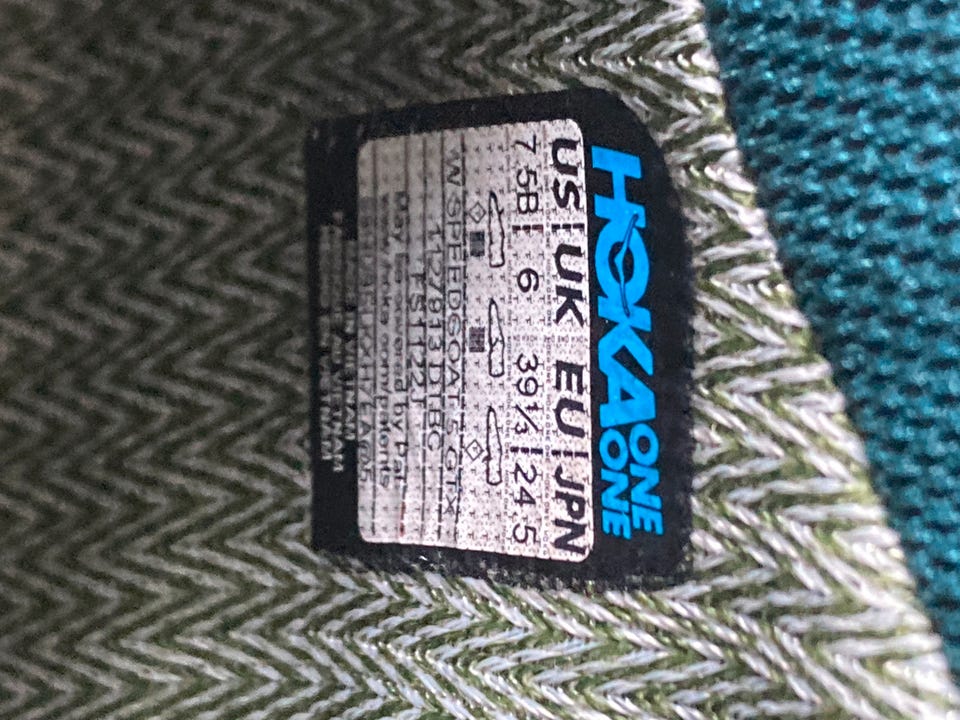 HOKA ONE ONE
US UK EU JPN
7.5B 6 39⅓ 24.5
W SPEEDGOAT 5 GTX
1127913 DTBC
FS1122T
May be covered by Pat.
www.hoka.com/patents